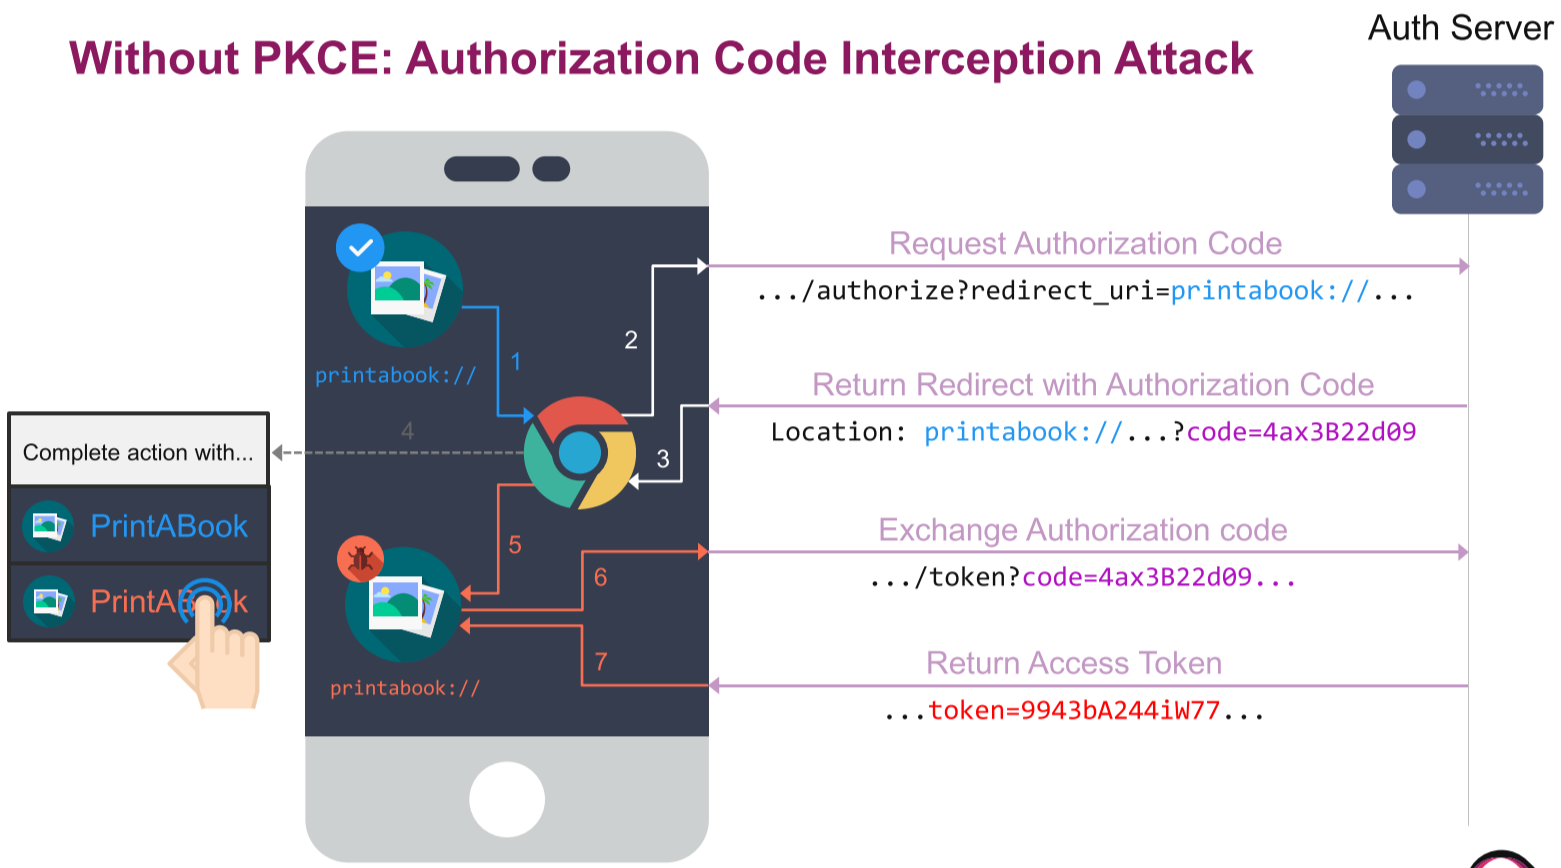 Auth Server
Without PKCE: Authorization Code Interception Attack
Request Authorization Code
.../authorize?redirect_uri=printabook://...
2
1
printabook://
Return Redirect with Authorization Code
Location: printabook://...?code=4ax3B22d09
4
3
Complete action with...
PrintABook
PrintABook
5
6
7
printabook://
Exchange Authorization code
.../token?code=4ax3B22d09...
Return Access Token
...token=9943bA244iW77...